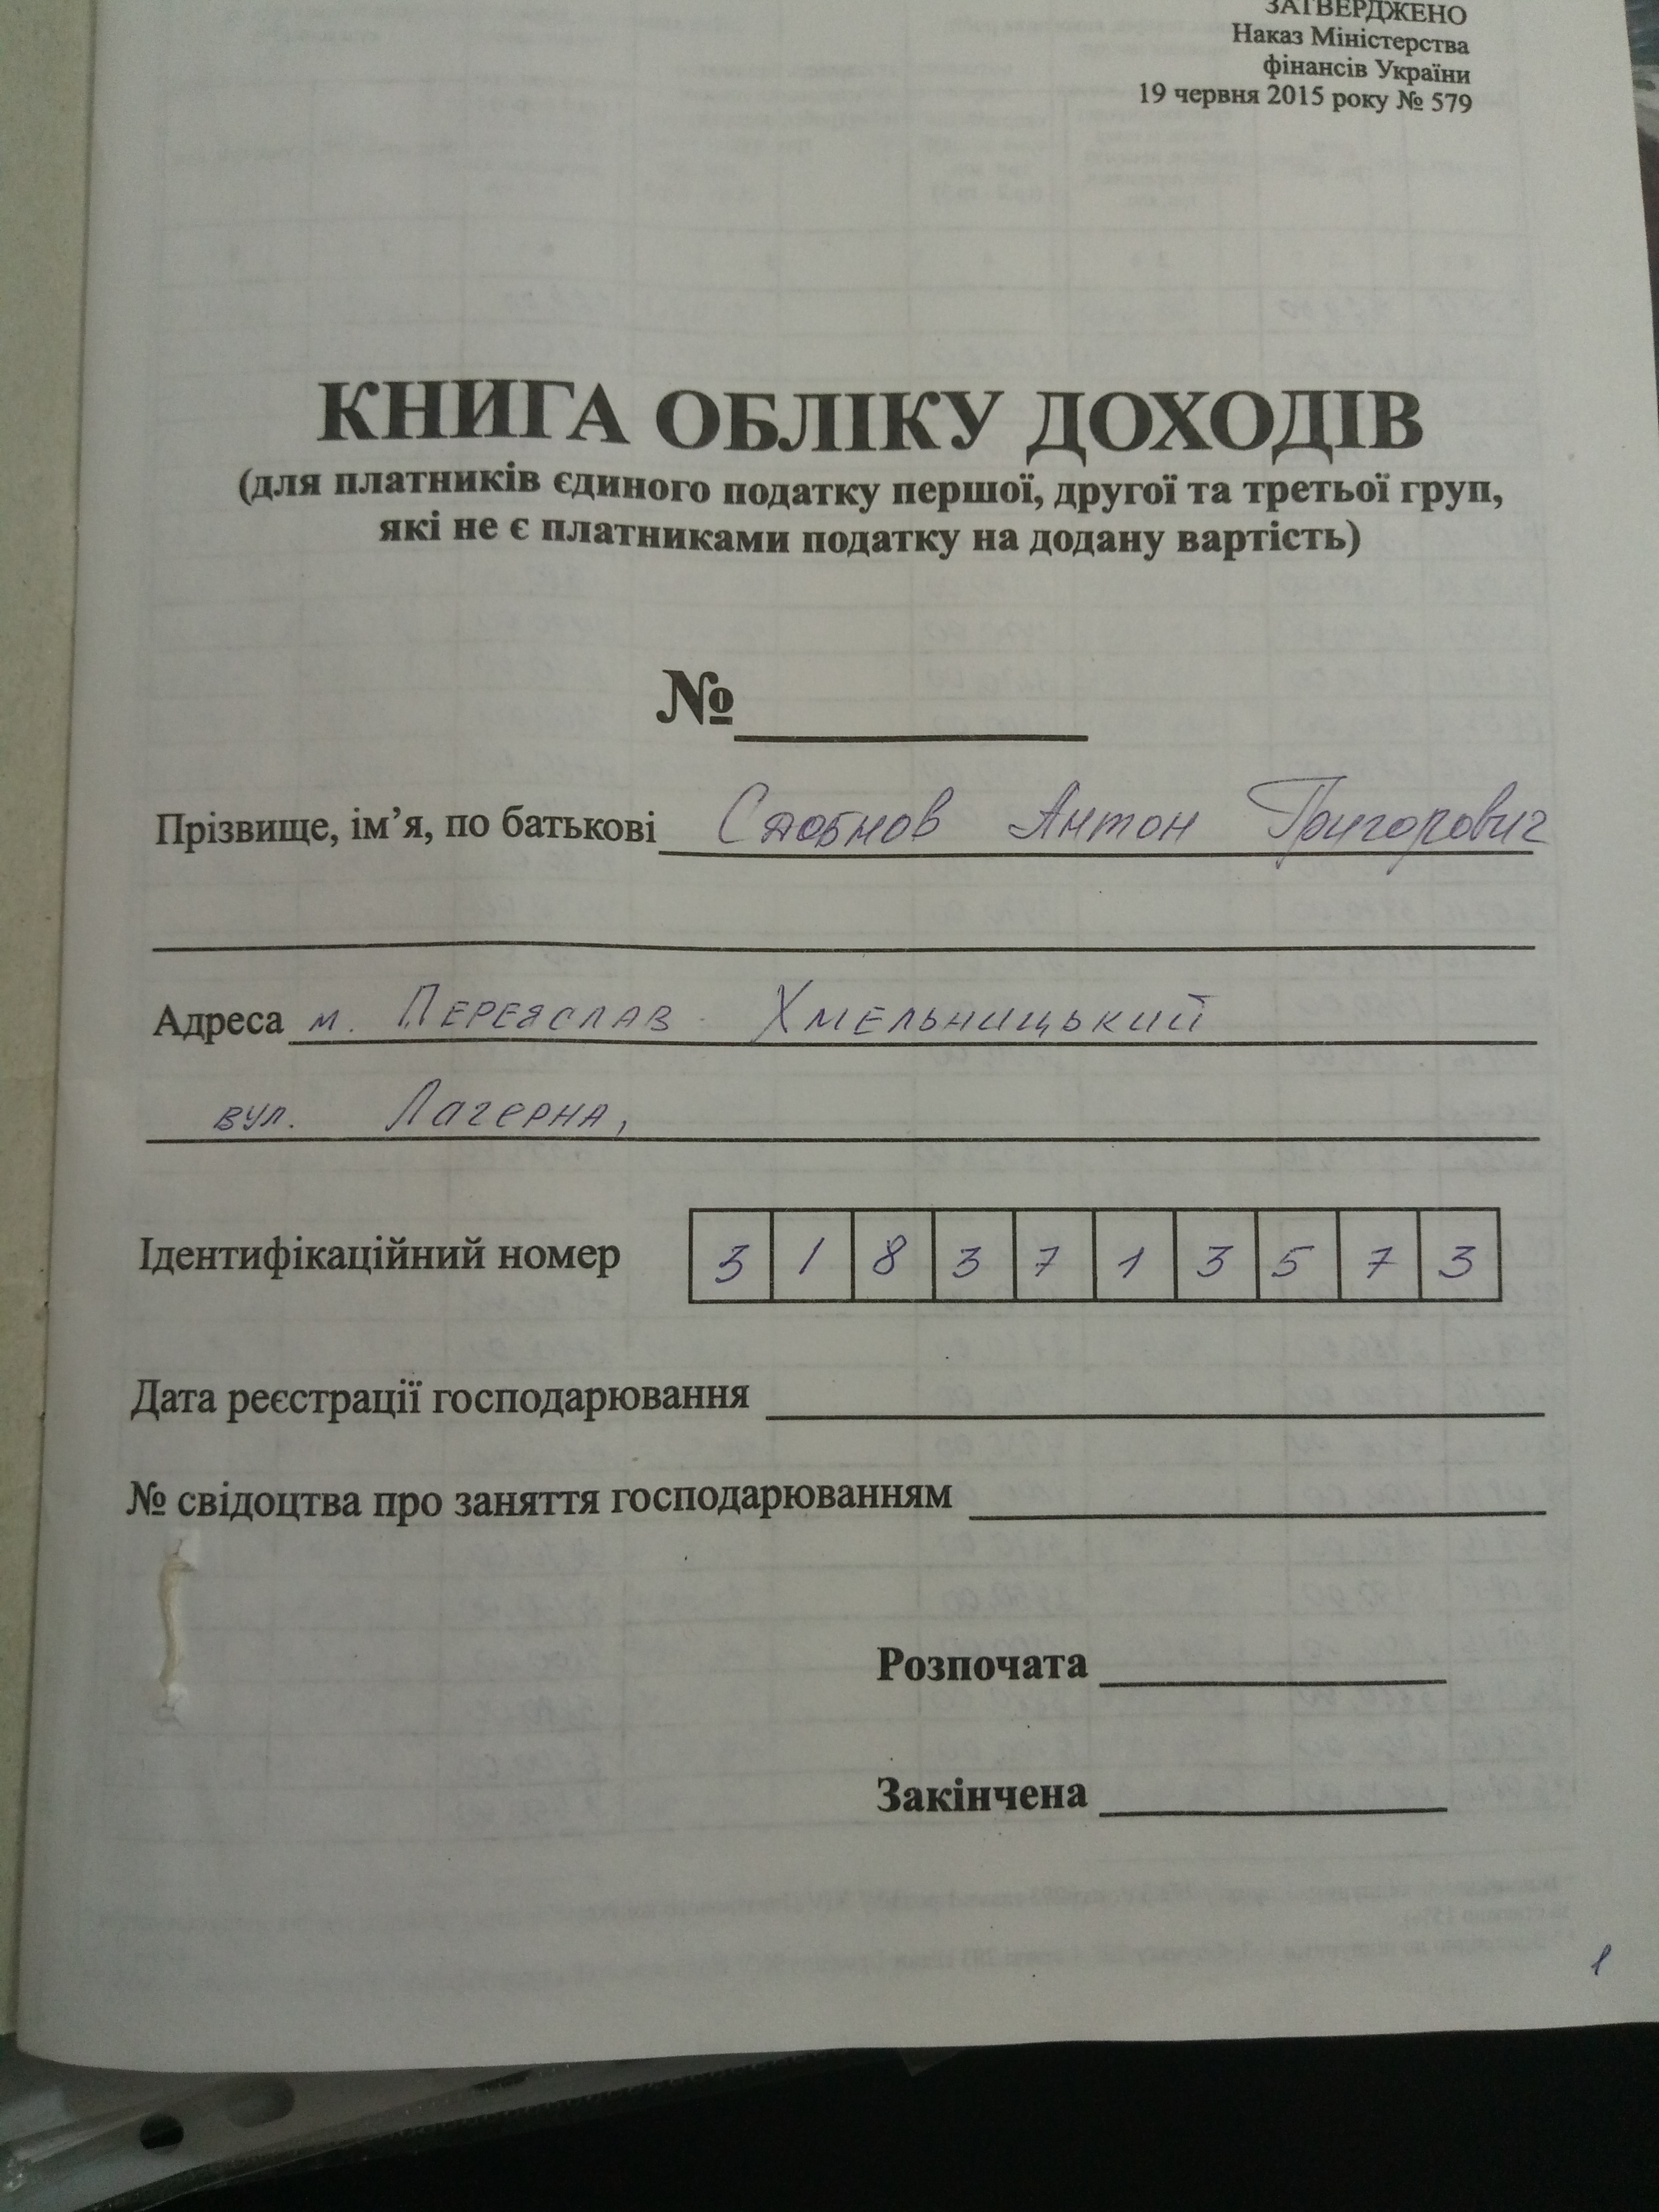 ЗАТВЕРДЖЕНО
Наказ Міністерства
фінансів України
19 червня 2015 року № 579
КНИГА ОБЛІКУ ДОХОДІВ
(для платників єдиного податку першої, другої та третьої груп,
які не є платниками податку на додану вартість)
№
Прізвище, ім’я, по батькові Антон Григорович
Адреса м. Переяслав Хмельницький
вул. Лагерна,
Ідентифікаційний номер 3 1 8 3 7 1 3 5 7 3
Дата реєстрації господарювання
№ свідоцтва про заняття господарюванням
Розпочата
Закінчена
1